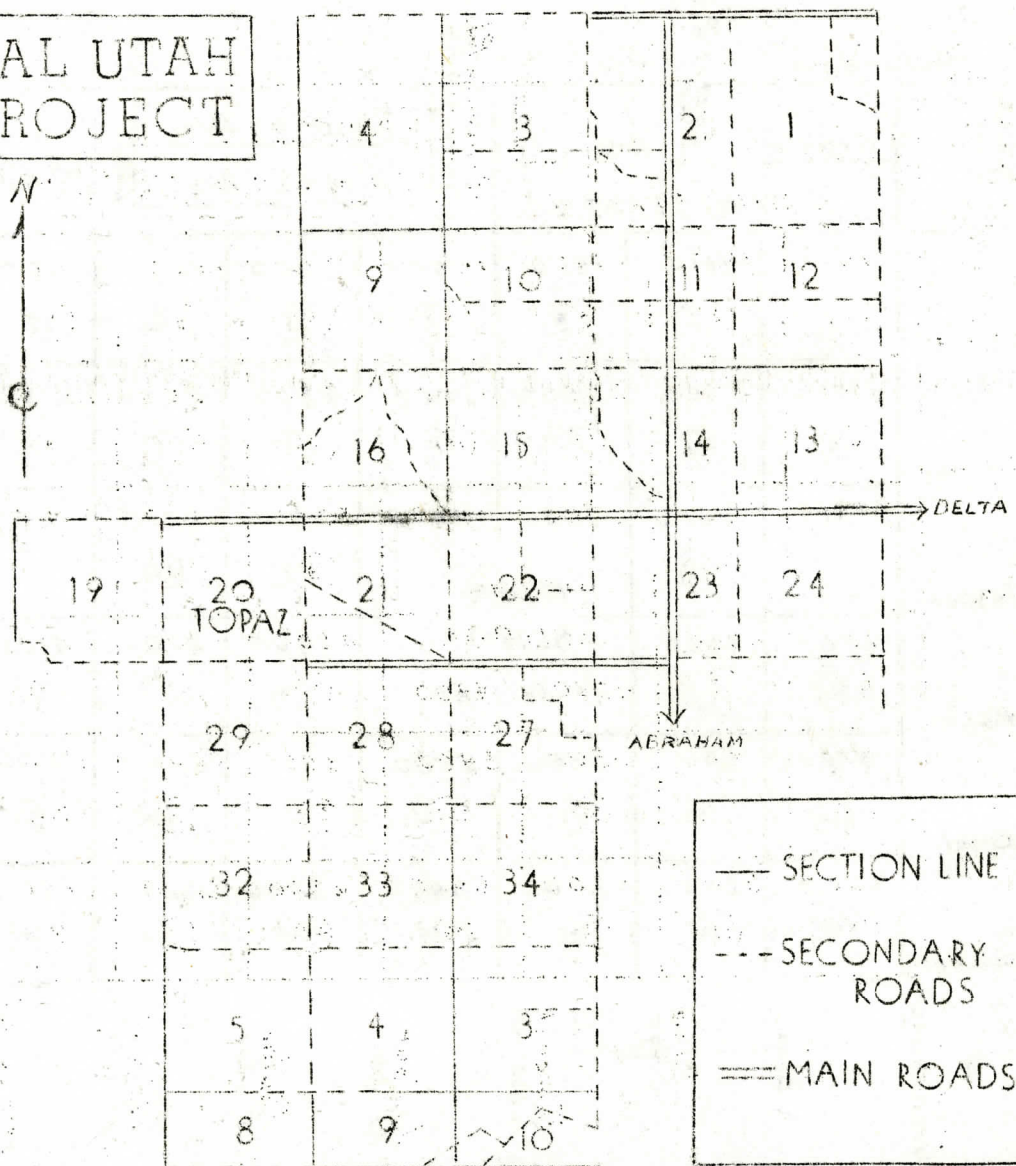 AL UTAH
ROJECT
N
4 3 2 1
9 10 11 12
16 15 14 13
DELTA
19 20 21 22 23 24
TOPAZ
29 28 27
ABRAHAM
32 33 34
SECTION LINE
SECONDARY
ROADS
MAIN ROADS
5 4 3
8 9 10